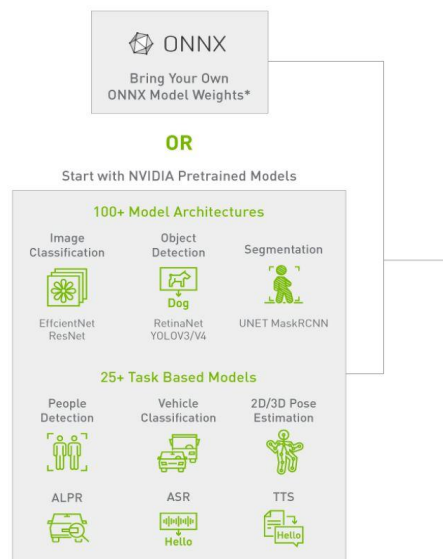 ONNX
Bring Your Own
ONNX Model Weights*
OR
Start with NVIDIA Pretrained Models
100+ Model Architectures
Image
Classification
Object
Detection
Segmentation
Dog
EffcientNet
ResNet
RetinaNet
YOLOV3/V4
UNET MaskRCNN
25+ Task Based Models
People
Detection
Vehicle
Classification
2D/3D Pose
Estimation
ALPR
ASR
TTS
Hello
Hello